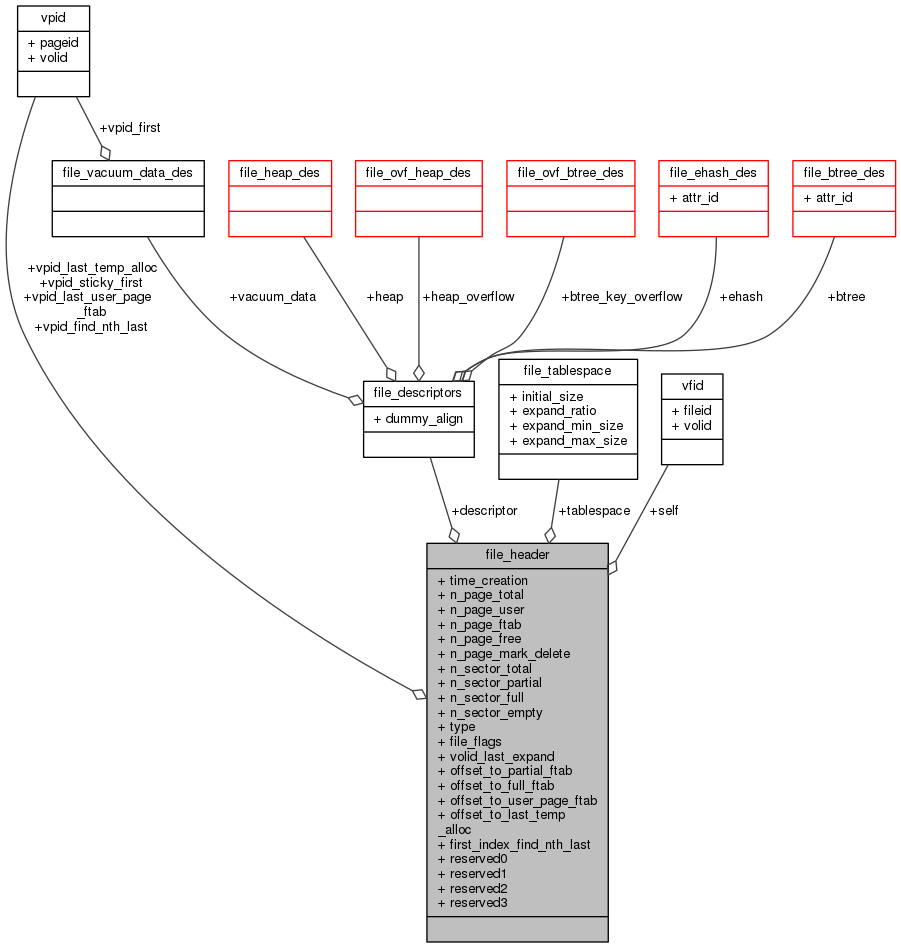 vpid
+ pageid
+ volid
+vpid_first
file_vacuum_data_des
file_heap_des
file_ovf_heap_des
file_ovf_btree_des
file_ehash_des
+ attr_id
file_btree_des
+ attr_id
+vpid_last_temp_alloc
+vpid_sticky_first
+vpid_last_user_page
_ftab
+vpid_find_nth_last
+vacuum_data
+heap
+heap_overflow
+btree_key_overflow
+ehash
+btree
file_descriptors
+ dummy_align
file_tablespace
+ initial_size
+ expand_ratio
+ expand_min_size
+ expand_max_size
vfid
+ fileid
+ volid
+descriptor
+tablespace
+self
file_header
+ time_creation
+ n_page_total
+ n_page_user
+ n_page_ftab
+ n_page_free
+ n_page_mark_delete
+ n_sector_total
+ n_sector_partial
+ n_sector_full
+ n_sector_empty
+ type
+ file_flags
+ volid_last_expand
+ offset_to_partial_ftab
+ offset_to_full_ftab
+ offset_to_user_page_ftab
+ offset_to_last_temp
_alloc
+ first_index_find_nth_last
+ reserved0
+ reserved1
+ reserved2
+ reserved3